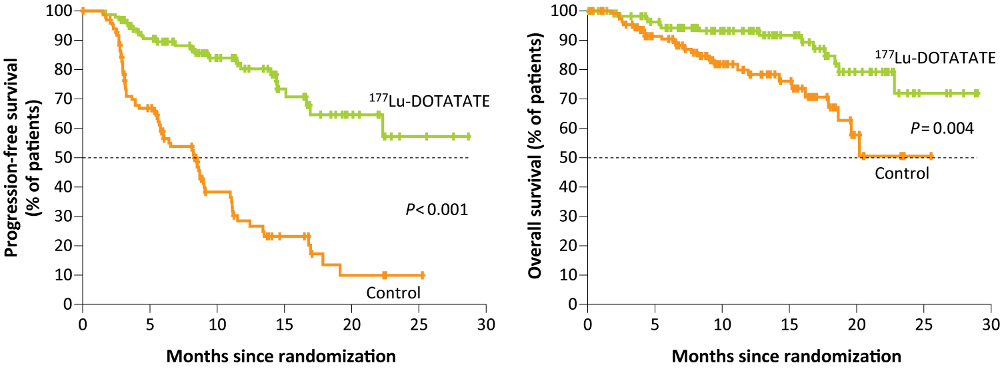 Progression-free survival
(% of patients)
100
90
80
70
60
50
40
30
20
10
0
0 5 10 15 20 25 30
Months since randomization
¹⁷⁷Lu-DOTATATE
P< 0.001
Control
Overall survival (% of patients)
100
90
80
70
60
50
40
30
20
10
0
0 5 10 15 20 25 30
Months since randomization
¹⁷⁷Lu-DOTATATE
P= 0.004
Control